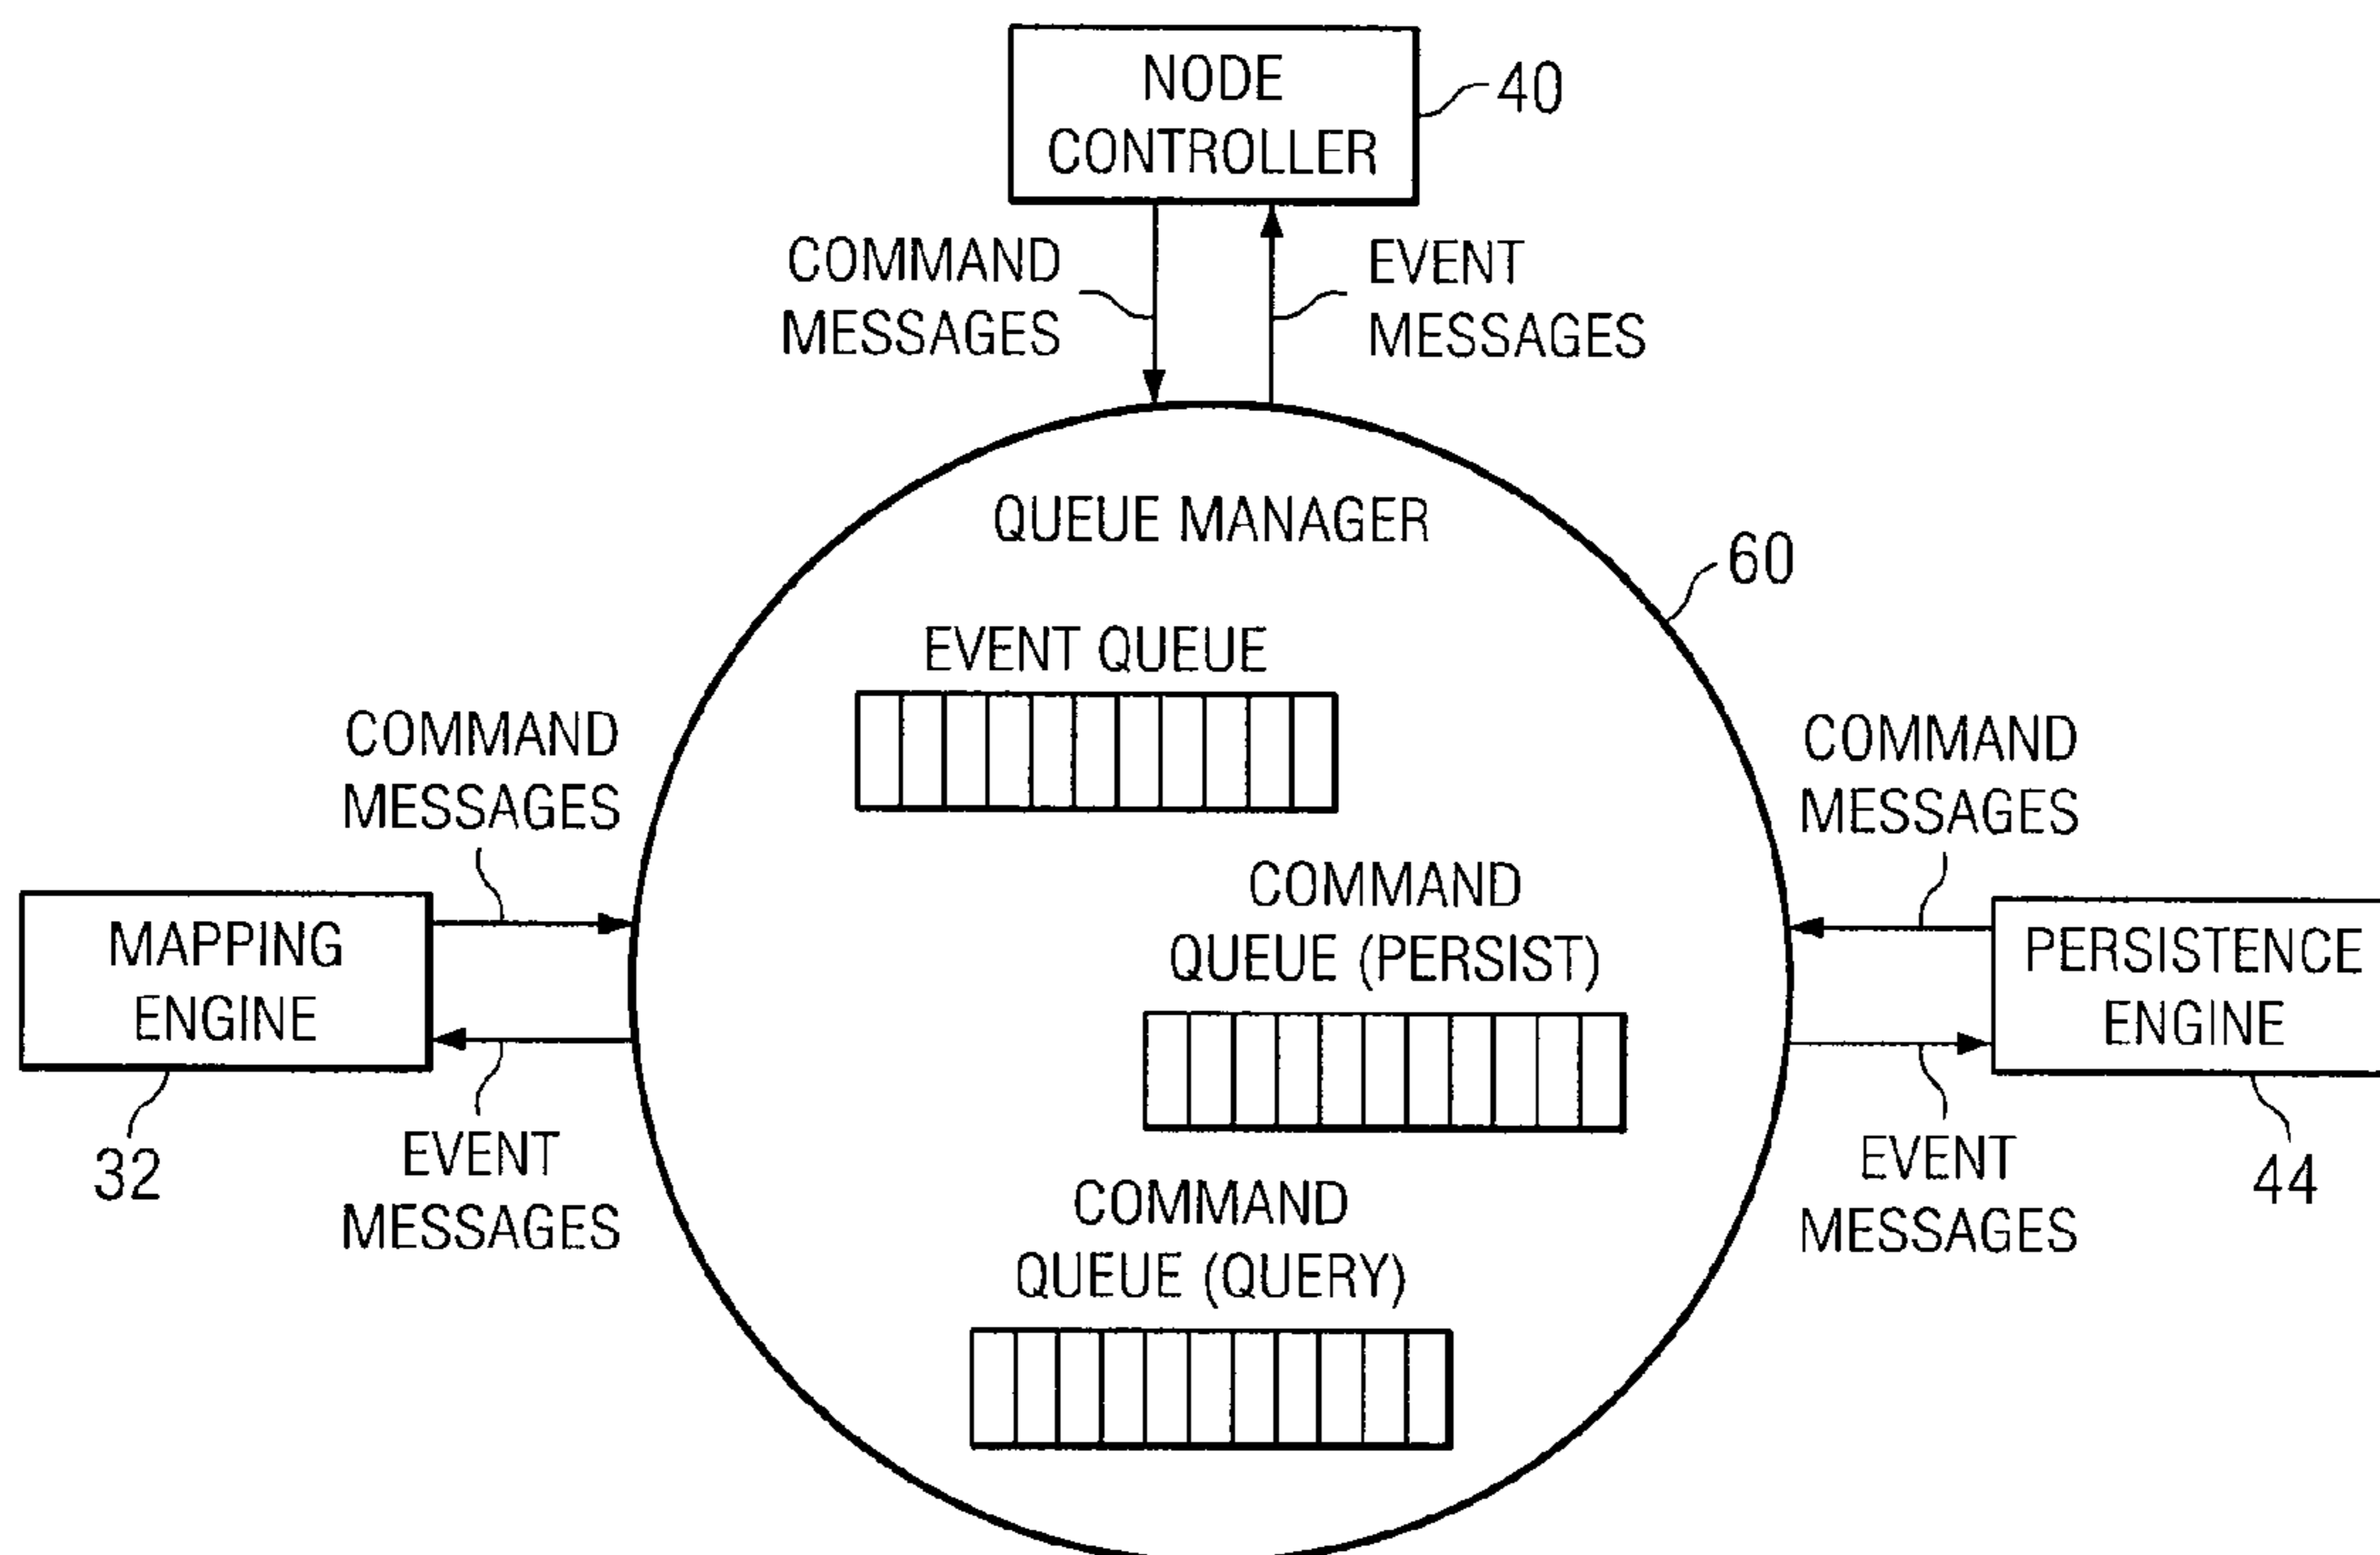 NODE
CONTROLLER
40
COMMAND
MESSAGES
EVENT
MESSAGES
QUEUE MANAGER
60
EVENT QUEUE
COMMAND
MESSAGES
COMMAND
MESSAGES
COMMAND
QUEUE (PERSIST)
MAPPING
ENGINE
32
PERSISTENCE
ENGINE
44
EVENT
MESSAGES
EVENT
MESSAGES
COMMAND
QUEUE (QUERY)